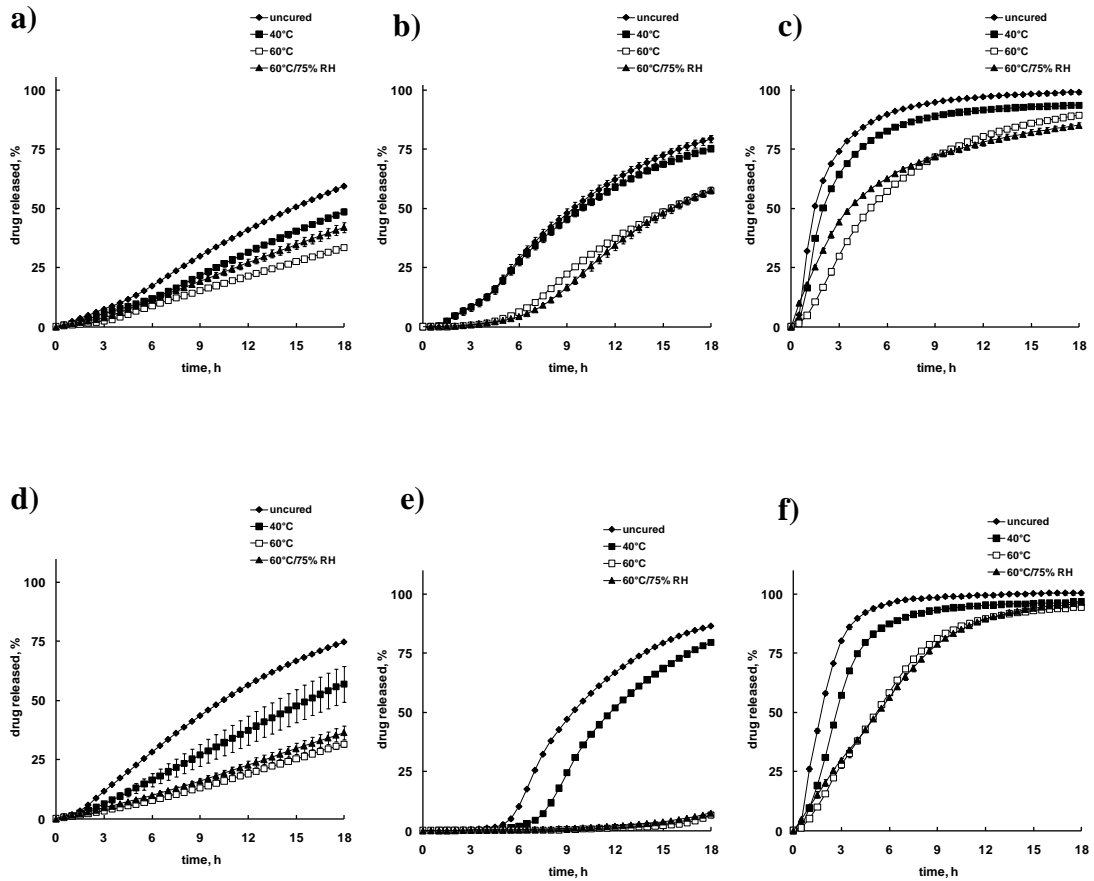 a)
uncured
40°C
60°C
60°C/75% RH
100
75
50
25
0
drug released, %
0 3 6 9 12 15 18
time, h
b)
uncured
40°C
60°C
60°C/75% RH
100
75
50
25
0
drug released, %
0 3 6 9 12 15 18
time, h
c)
uncured
40°C
60°C
60°C/75% RH
100
75
50
25
0
drug released, %
0 3 6 9 12 15 18
time, h
d)
uncured
40°C
60°C
60°C/75% RH
100
75
50
25
0
drug released, %
0 3 6 9 12 15 18
time, h
e)
uncured
40°C
60°C
60°C/75% RH
100
75
50
25
0
drug released, %
0 3 6 9 12 15 18
time, h
f)
uncured
40°C
60°C
60°C/75% RH
100
75
50
25
0
drug released, %
0 3 6 9 12 15 18
time, h